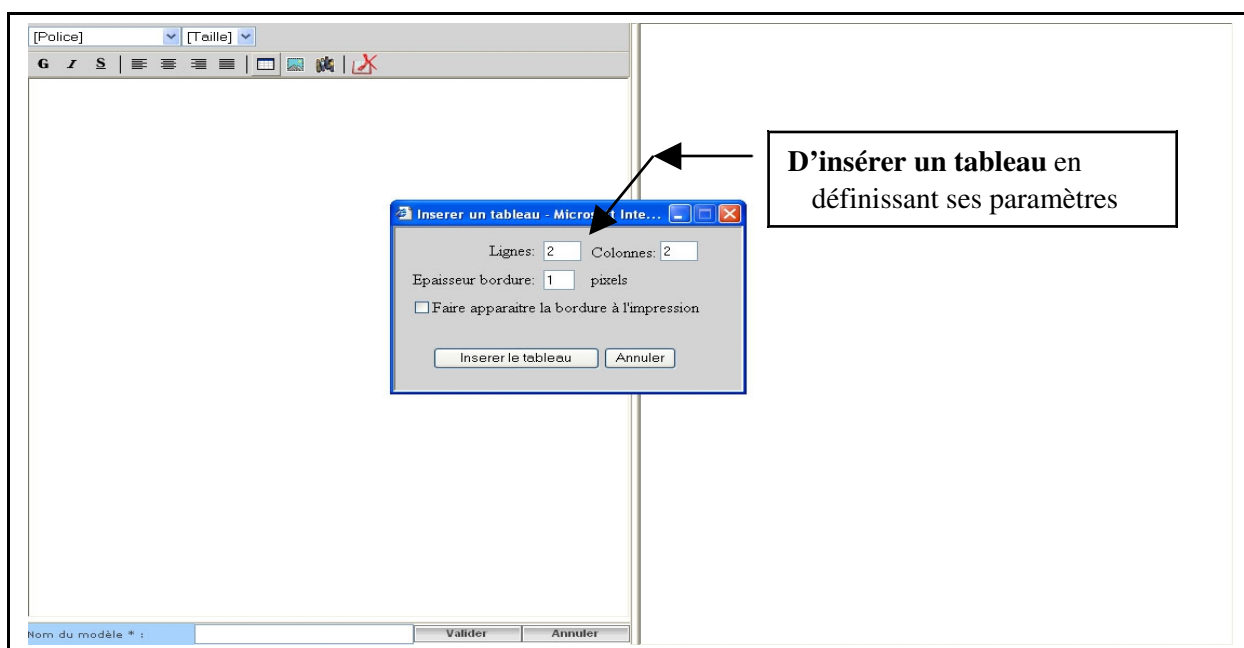 [Police] [Taille]
G I S
D’insérer un tableau en
définissant ses paramètres
Inserer un tableau - Microsoft Inte...
Lignes: 2 Colonnes: 2
Epaisseur bordure: 1 pixels
Faire apparaitre la bordure à l'impression
Inserer le tableau Annuler
Nom du modèle * : Valider Annuler